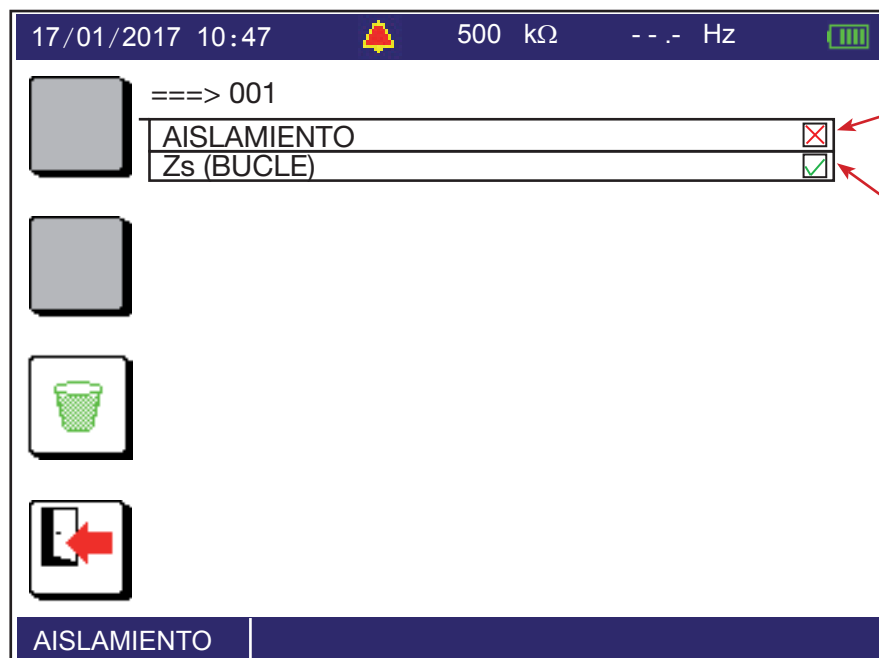 17/01/2017 10:47 500 kΩ - - .- Hz
===> 001
AISLAMIENTO
Zs (BUCLE)
AISLAMIENTO